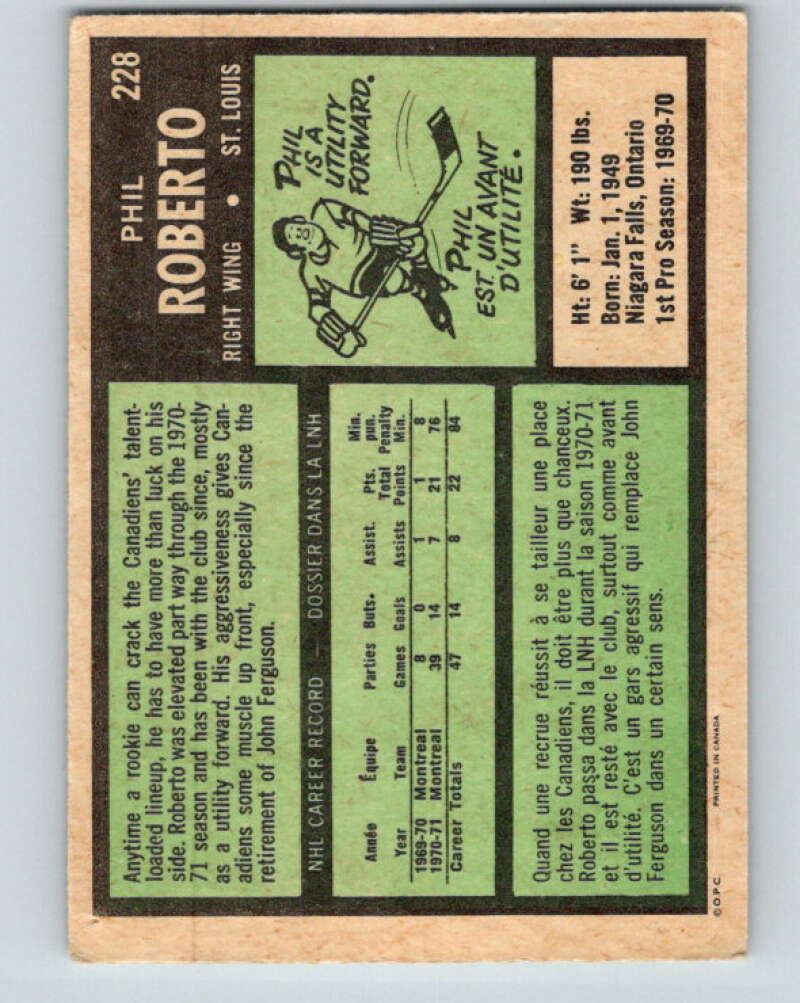 PHIL 228
ROBERTO
RIGHT WING • ST. LOUIS
Anytime a rookie can crack the Canadiens' talent-
loaded lineup, he has to have more than luck on his
side. Roberto was elevated part way through the 1970-
71 season and has been with the club since, mostly
as a utility forward. His aggressiveness gives Can-
adiens some muscle up front, especially since the
retirement of John Ferguson.
PHIL
IS A
UTILITY
FORWARD.
PHIL
EST UN AVANT
D'UTILITÉ.
NHL CAREER RECORD — DOSSIER DANS LA LNH
Année Équipe Parties Buts. Assist. Pts. Total Min. pun. Penalty
Year Team Games Goals Assists Points Min.
1969-70 Montreal 8 0 1 1 8
1970-71 Montreal 39 14 7 21 76
Career Totals 47 14 8 22 84
Ht: 6' 1" Wt: 190 lbs.
Born: Jan. 1, 1949
Niagara Falls, Ontario
1st Pro Season: 1969-70
Quand une recrue réussit à se tailleur une place
chez les Canadiens, il doit être plus que chanceux.
Roberto passa dans la LNH durant la saison 1970-71
et il est resté avec le club, surtout comme avant
d'utilité. C'est un gars agressif qui remplace John
Ferguson dans un certain sens.
© O.P.C. PRINTED IN CANADA